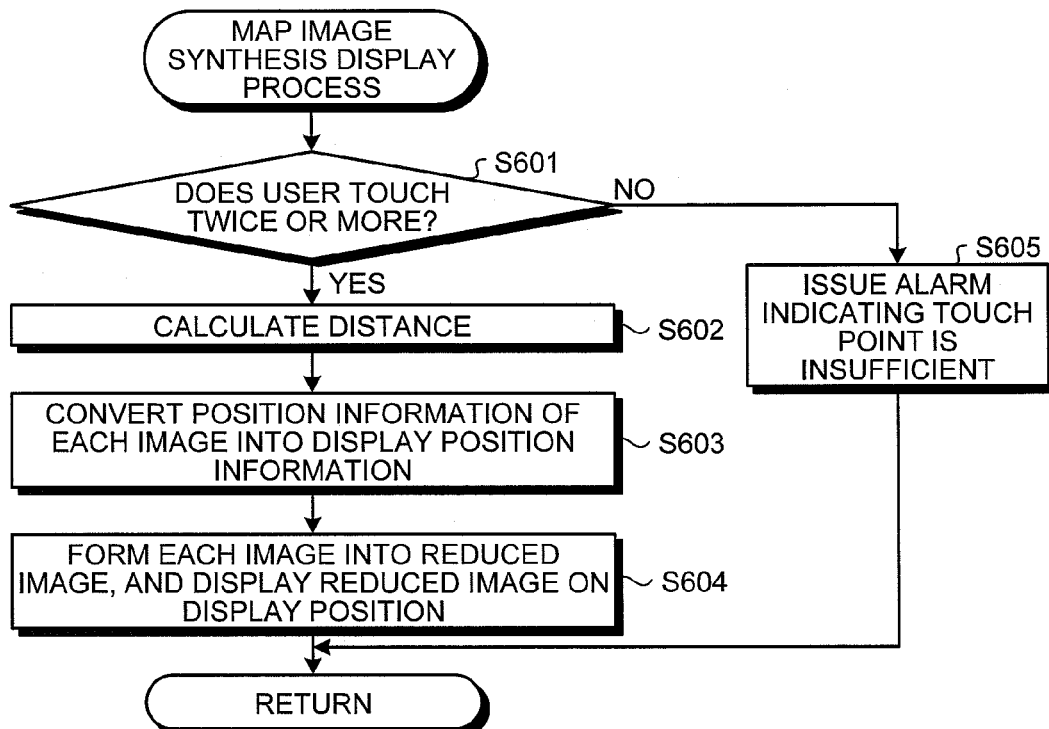 MAP IMAGE
SYNTHESIS DISPLAY
PROCESS
S601
DOES USER TOUCH
TWICE OR MORE?
NO
YES
S605
ISSUE ALARM
INDICATING TOUCH
POINT IS
INSUFFICIENT
CALCULATE DISTANCE
S602
CONVERT POSITION INFORMATION OF
EACH IMAGE INTO DISPLAY POSITION
INFORMATION
S603
FORM EACH IMAGE INTO REDUCED
IMAGE, AND DISPLAY REDUCED IMAGE ON
DISPLAY POSITION
S604
RETURN